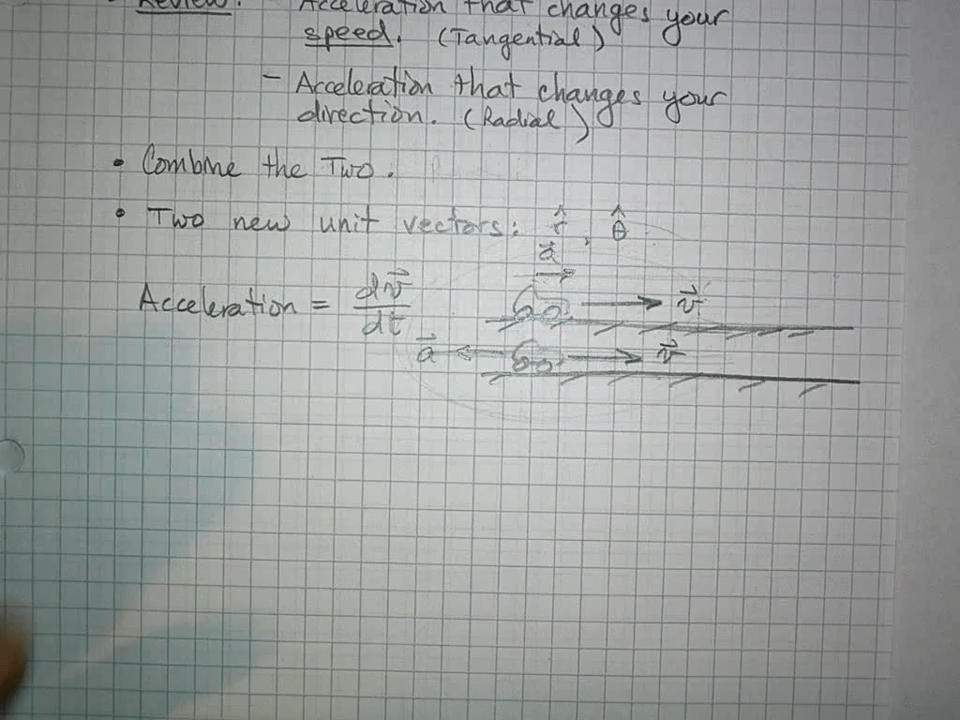 Review: Acceleration that changes your
speed. (Tangential)
- Acceleration that changes your
direction. (Radial)
• Combine the Two.
• Two new unit vectors: r̂, θ̂
a⃗
Acceleration = dv⃗/dt
v⃗
a⃗ v⃗